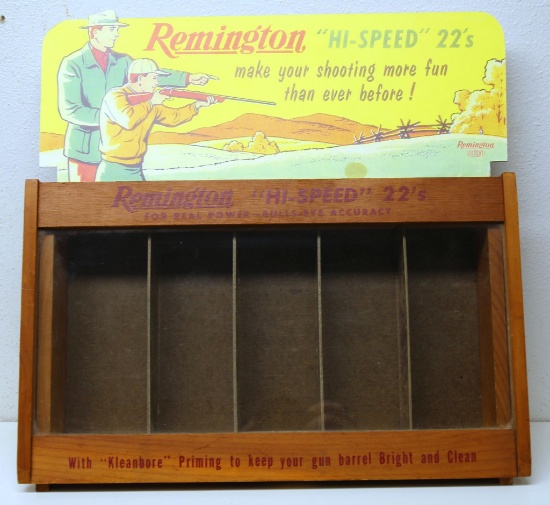 Remington "HI-SPEED" 22's
make your shooting more fun
than ever before!
Remington
Remington "HI-SPEED" 22's
FOR REAL POWER - BULLS-EYE ACCURACY
With "Kleanbore" Priming to keep your gun barrel Bright and Clean